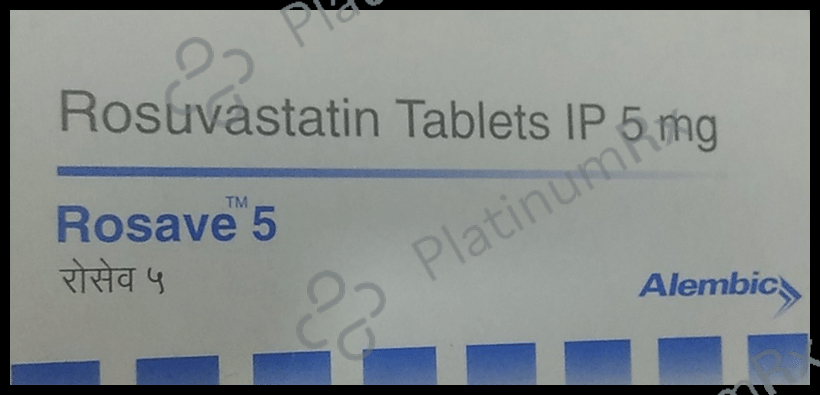 Rosuvastatin Tablets IP 5 mg
Rosave™ 5
रोसेव ५
Alembic
PlatinumRx